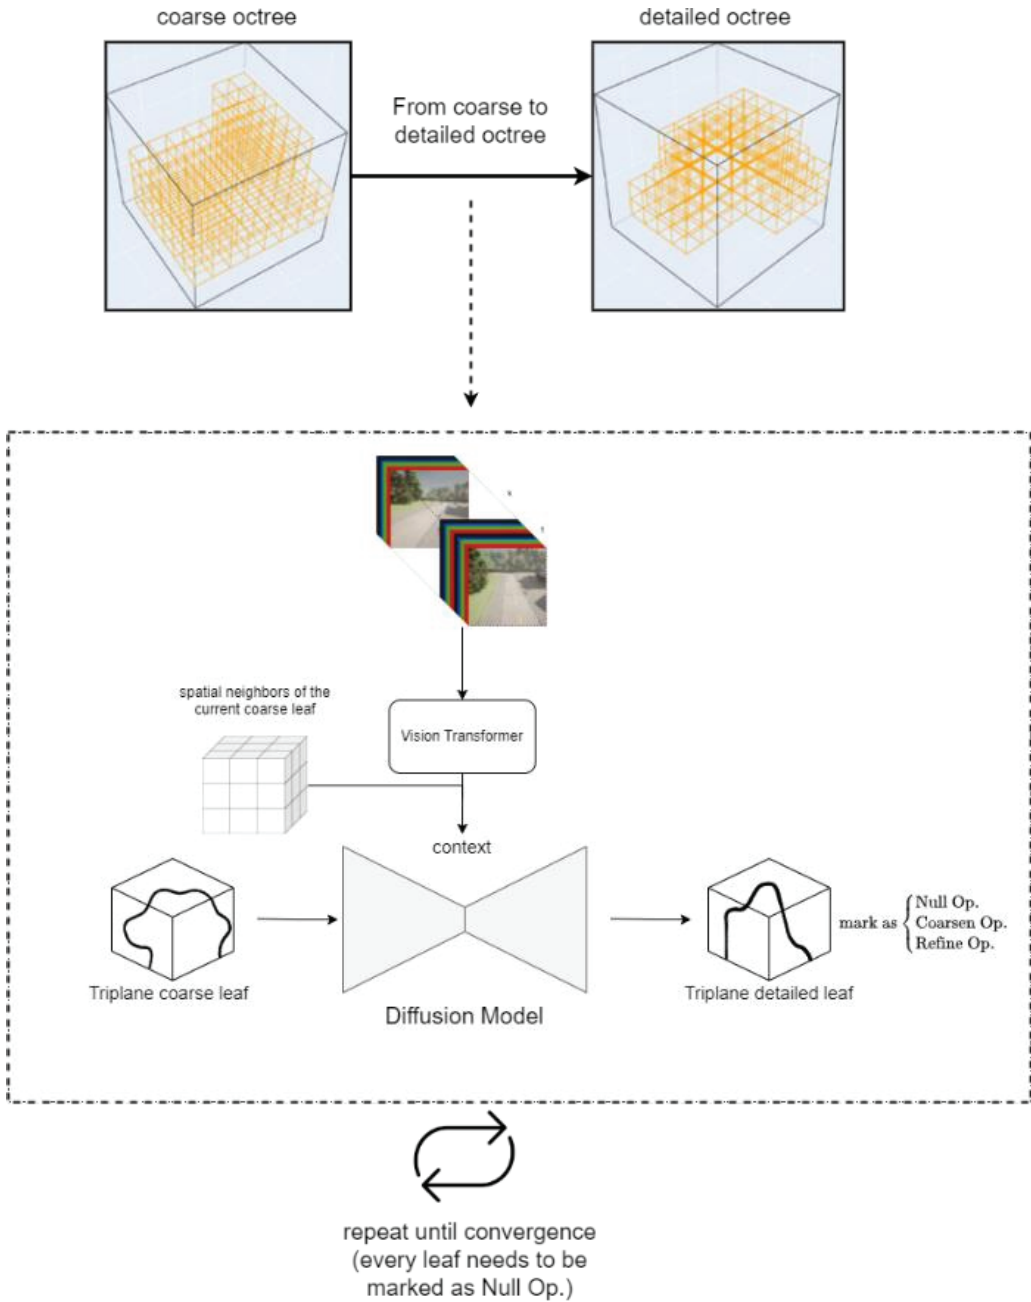 coarse octree
detailed octree
From coarse to
detailed octree
spatial neighbors of the
current coarse leaf
Vision Transformer
context
mark as
Null Op.
Coarsen Op.
Refine Op.
Triplane coarse leaf
Triplane detailed leaf
Diffusion Model
repeat until convergence
(every leaf needs to be
marked as Null Op.)